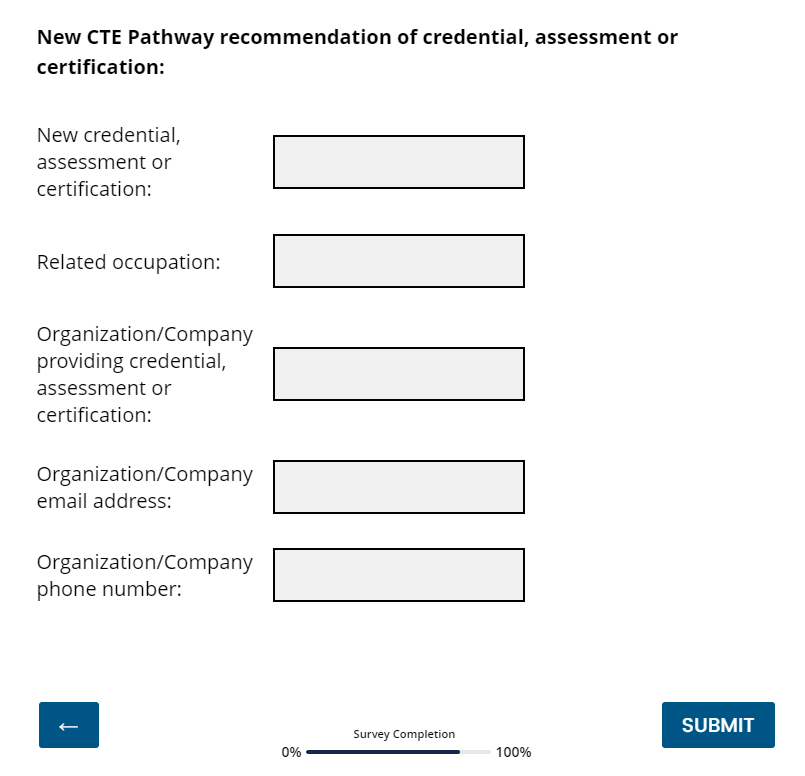 New CTE Pathway recommendation of credential, assessment or
certification:
New credential,
assessment or
certification:
Related occupation:
Organization/Company
providing credential,
assessment or
certification:
Organization/Company
email address:
Organization/Company
phone number:
←
Survey Completion
0% 100%
SUBMIT